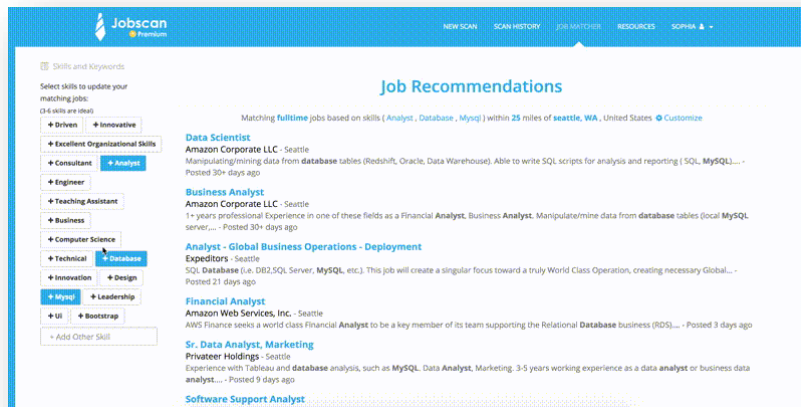 Jobscan
Premium
NEW SCAN SCAN HISTORY JOB MATCHER RESOURCES SOPHIA
Skills and Keywords
Select skills to update your
matching jobs:
(3-6 skills are ideal)
+ Driven + Innovative
+ Excellent Organizational Skills
+ Consultant + Analyst
+ Engineer
+ Teaching Assistant
+ Business
+ Computer Science
+ Technical + Database
+ Innovation + Design
+ Mysql + Leadership
+ Ui + Bootstrap
+ Add Other Skill
Job Recommendations
Matching fulltime jobs based on skills ( Analyst , Database , Mysql ) within 25 miles of seattle, WA , United States Customize
Data Scientist
Amazon Corporate LLC - Seattle
Manipulating/mining data from database tables (Redshift, Oracle, Data Warehouse). Able to write SQL scripts for analysis and reporting ( SQL, MySQL).... -
Posted 30+ days ago
Business Analyst
Amazon Corporate LLC - Seattle
1+ years professional Experience in one of these fields as a Financial Analyst, Business Analyst. Manipulate/mine data from database tables (local MySQL
server,... - Posted 30+ days ago
Analyst - Global Business Operations - Deployment
Expeditors - Seattle
SQL Database (i.e. DB2,SQL Server, MySQL, etc.). This job will create a singular focus toward a truly World Class Operation, creating necessary Global... -
Posted 21 days ago
Financial Analyst
Amazon Web Services, Inc. - Seattle
AWS Finance seeks a world class Financial Analyst to be a key member of its team supporting the Relational Database business (RDS).... - Posted 3 days ago
Sr. Data Analyst, Marketing
Privateer Holdings - Seattle
Experience with Tableau and database analysis, such as MySQL. Data Analyst, Marketing. 3-5 years working experience as a data analyst or business data
analyst.... - Posted 9 days ago
Software Support Analyst